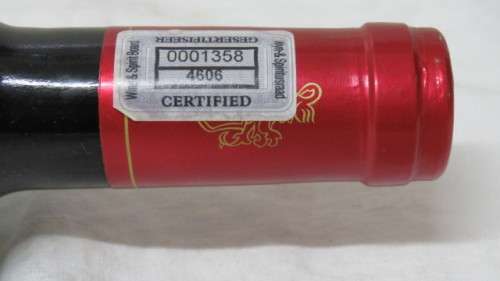 GESERTIFISEER
0001358
4606
CERTIFIED
Wine & Spirit Board
Wyn & Spiritusraad